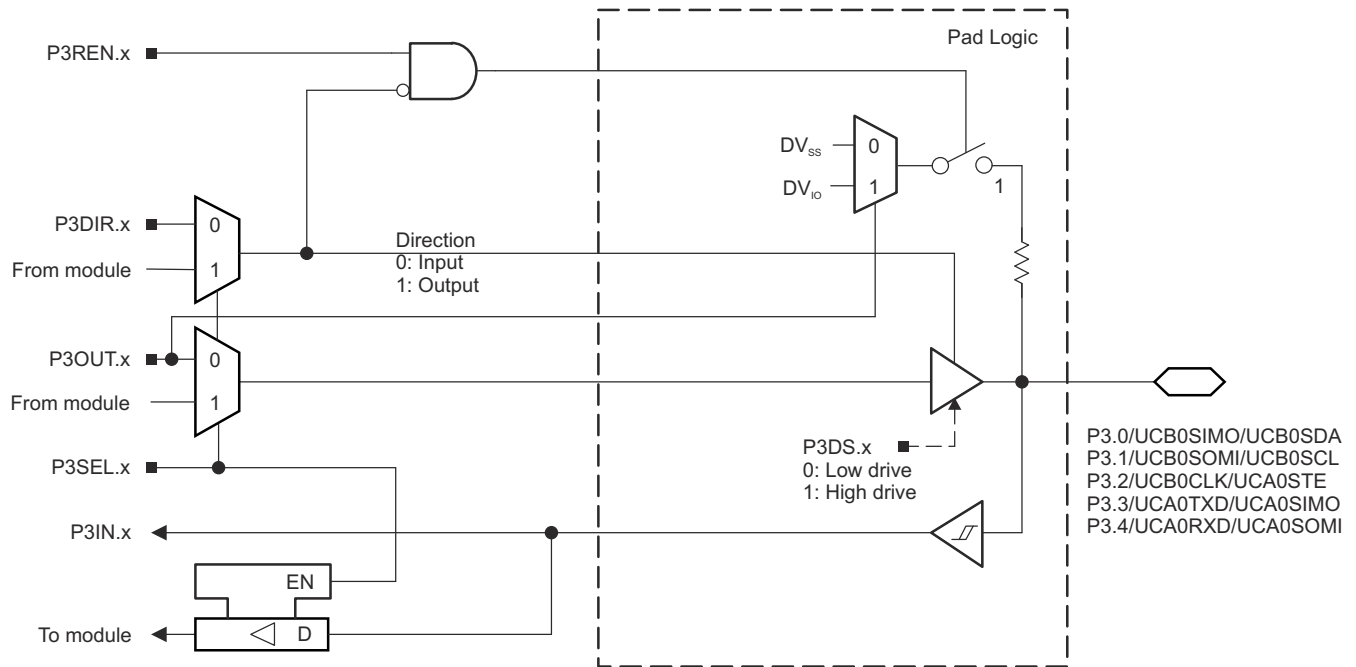 Pad Logic
P3REN.x
DVSS
0
DVIO
1
1
P3DIR.x
0
From module
1
Direction
0: Input
1: Output
P3OUT.x
0
From module
1
P3DS.x
0: Low drive
1: High drive
P3SEL.x
P3.0/UCB0SIMO/UCB0SDA
P3.1/UCB0SOMI/UCB0SCL
P3.2/UCB0CLK/UCA0STE
P3.3/UCA0TXD/UCA0SIMO
P3.4/UCA0RXD/UCA0SOMI
P3IN.x
EN
To module
D